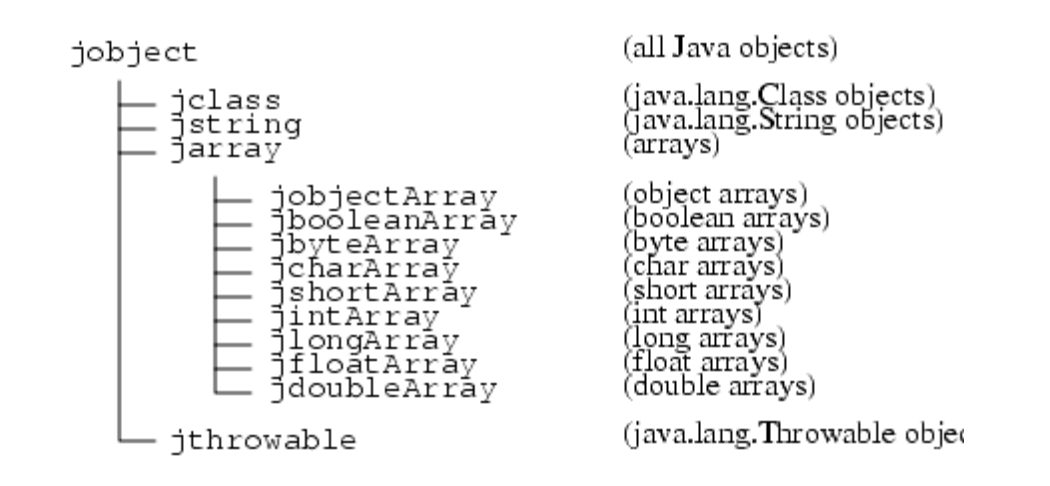 jobject (all Java objects)
jclass (java.lang.Class objects)
jstring (java.lang.String objects)
jarray (arrays)
jobjectArray (object arrays)
jbooleanArray (boolean arrays)
jbyteArray (byte arrays)
jcharArray (char arrays)
jshortArray (short arrays)
jintArray (int arrays)
jlongArray (long arrays)
jfloatArray (float arrays)
jdoubleArray (double arrays)
jthrowable (java.lang.Throwable